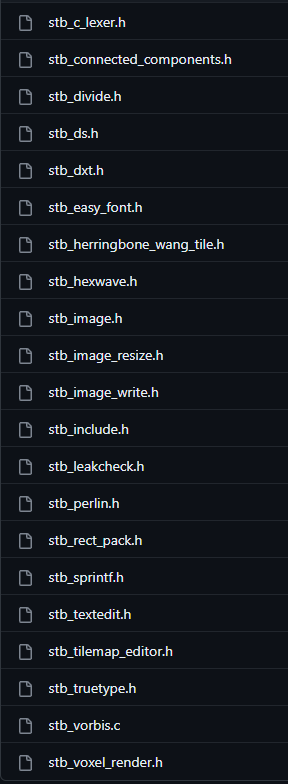 stb_c_lexer.h
stb_connected_components.h
stb_divide.h
stb_ds.h
stb_dxt.h
stb_easy_font.h
stb_herringbone_wang_tile.h
stb_hexwave.h
stb_image.h
stb_image_resize.h
stb_image_write.h
stb_include.h
stb_leakcheck.h
stb_perlin.h
stb_rect_pack.h
stb_sprintf.h
stb_textedit.h
stb_tilemap_editor.h
stb_truetype.h
stb_vorbis.c
stb_voxel_render.h